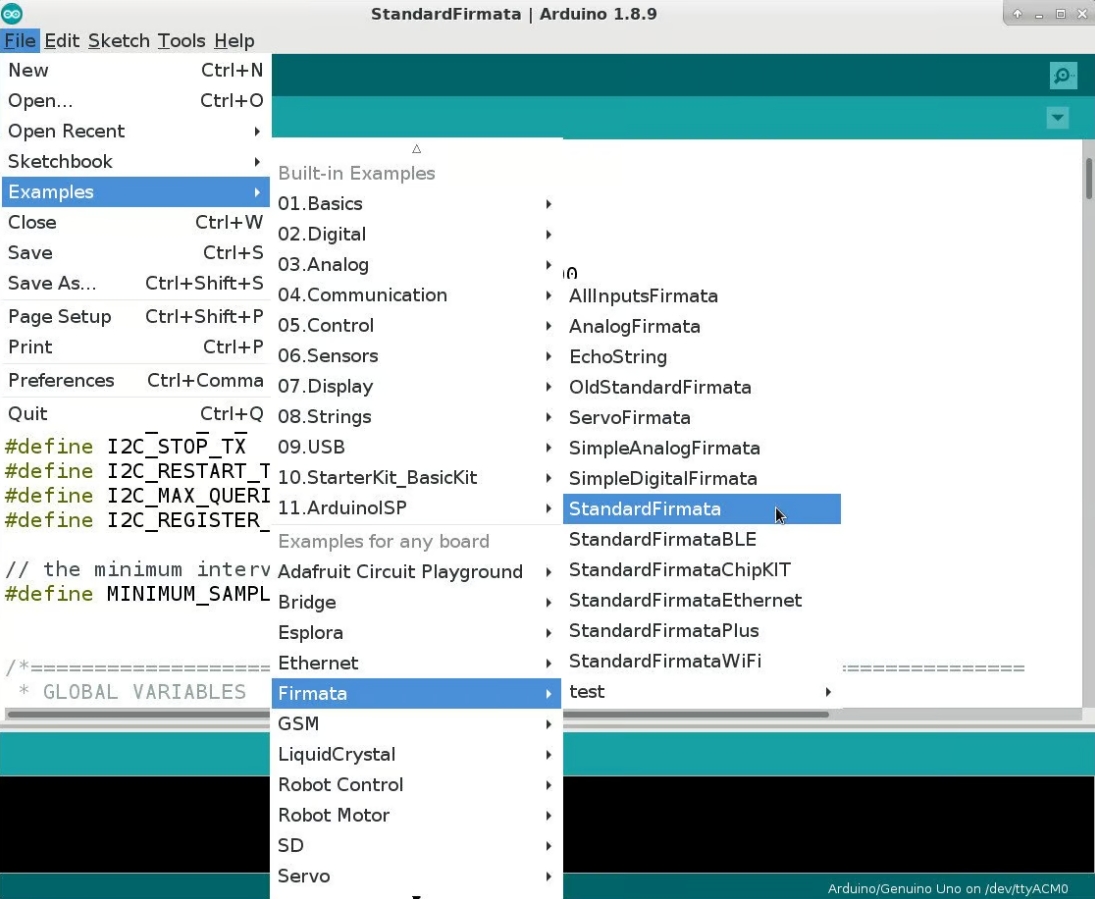 StandardFirmata | Arduino 1.8.9
File Edit Sketch Tools Help
New Ctrl+N
Open... Ctrl+O
Open Recent
Sketchbook
Examples
Close Ctrl+W
Save Ctrl+S
Save As... Ctrl+Shift+S
Page Setup Ctrl+Shift+P
Print Ctrl+P
Preferences Ctrl+Comma
Quit Ctrl+Q
#define I2C_STOP_TX
#define I2C_RESTART_T
#define I2C_MAX_QUERI
#define I2C_REGISTER_
// the minimum interv
#define MINIMUM_SAMPL
/*==================== ===============
* GLOBAL VARIABLES
Built-in Examples
01.Basics
02.Digital
03.Analog
04.Communication
05.Control
06.Sensors
07.Display
08.Strings
09.USB
10.StarterKit_BasicKit
11.ArduinoISP
Examples for any board
Adafruit Circuit Playground
Bridge
Esplora
Ethernet
Firmata
GSM
LiquidCrystal
Robot Control
Robot Motor
SD
Servo
AllInputsFirmata
AnalogFirmata
EchoString
OldStandardFirmata
ServoFirmata
SimpleAnalogFirmata
SimpleDigitalFirmata
StandardFirmata
StandardFirmataBLE
StandardFirmataChipKIT
StandardFirmataEthernet
StandardFirmataPlus
StandardFirmataWiFi
test
Arduino/Genuino Uno on /dev/ttyACM0